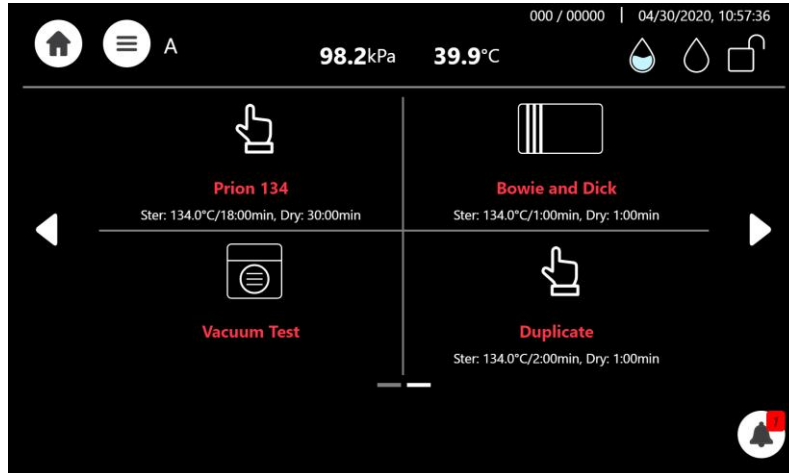 000 / 00000 | 04/30/2020, 10:57:36
A
98.2kPa 39.9°C
Prion 134
Ster: 134.0°C/18:00min, Dry: 30:00min
Bowie and Dick
Ster: 134.0°C/1:00min, Dry: 1:00min
Vacuum Test
Duplicate
Ster: 134.0°C/2:00min, Dry: 1:00min
1